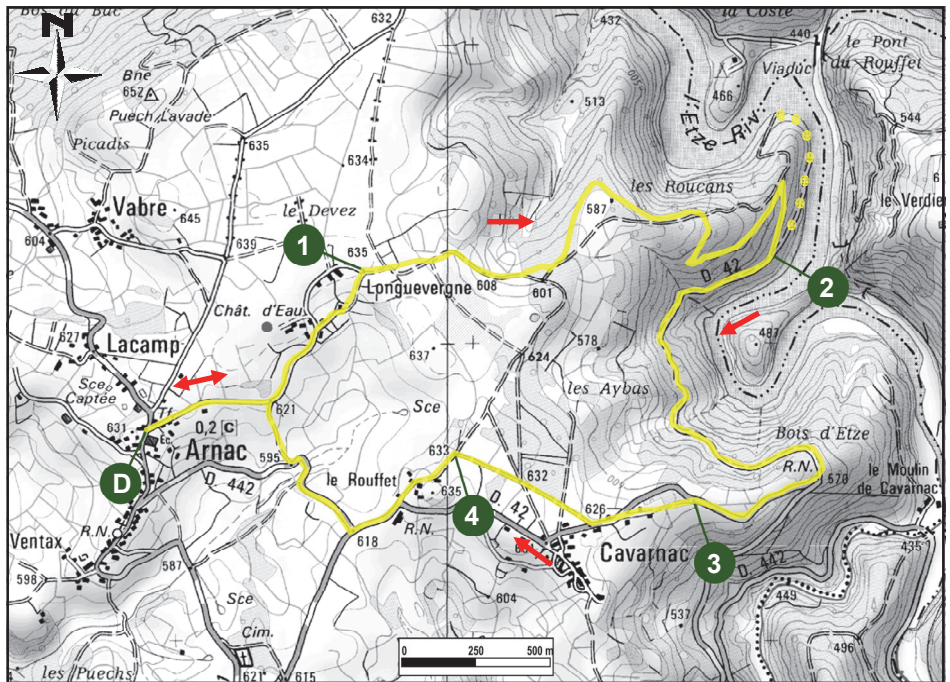 Bois du Buc
N
632
432
la Coste
440
le Pont
du Rouffet
Viaduc
Bne
652
Puech Lavade
466
513
l'Etze
R.N.
544
Picadis
635
634
les Roucans
Vabre
645
le Devez
587
le Verdier
604
639
1
635
Longuevergne
608
601
D 42
2
Chât. d'Eau
627
Lacamp
637
624
578
487
Sce
Captée
les Aybas
Tf
621
Sce
631
0,2 C
Éc.
Arnac
Bois d'Etze
595
633
R.N.
570
D
D 442
le Rouffet
635
632
le Moulin
de Cavarnac
R.N.
4
D. 42
626
R.N.
618
Ventax
Cavarnac
3
435
587
D. 442
598
604
449
Sce
537
Cim.
496
les Puechs
621
615
0
250
500 m